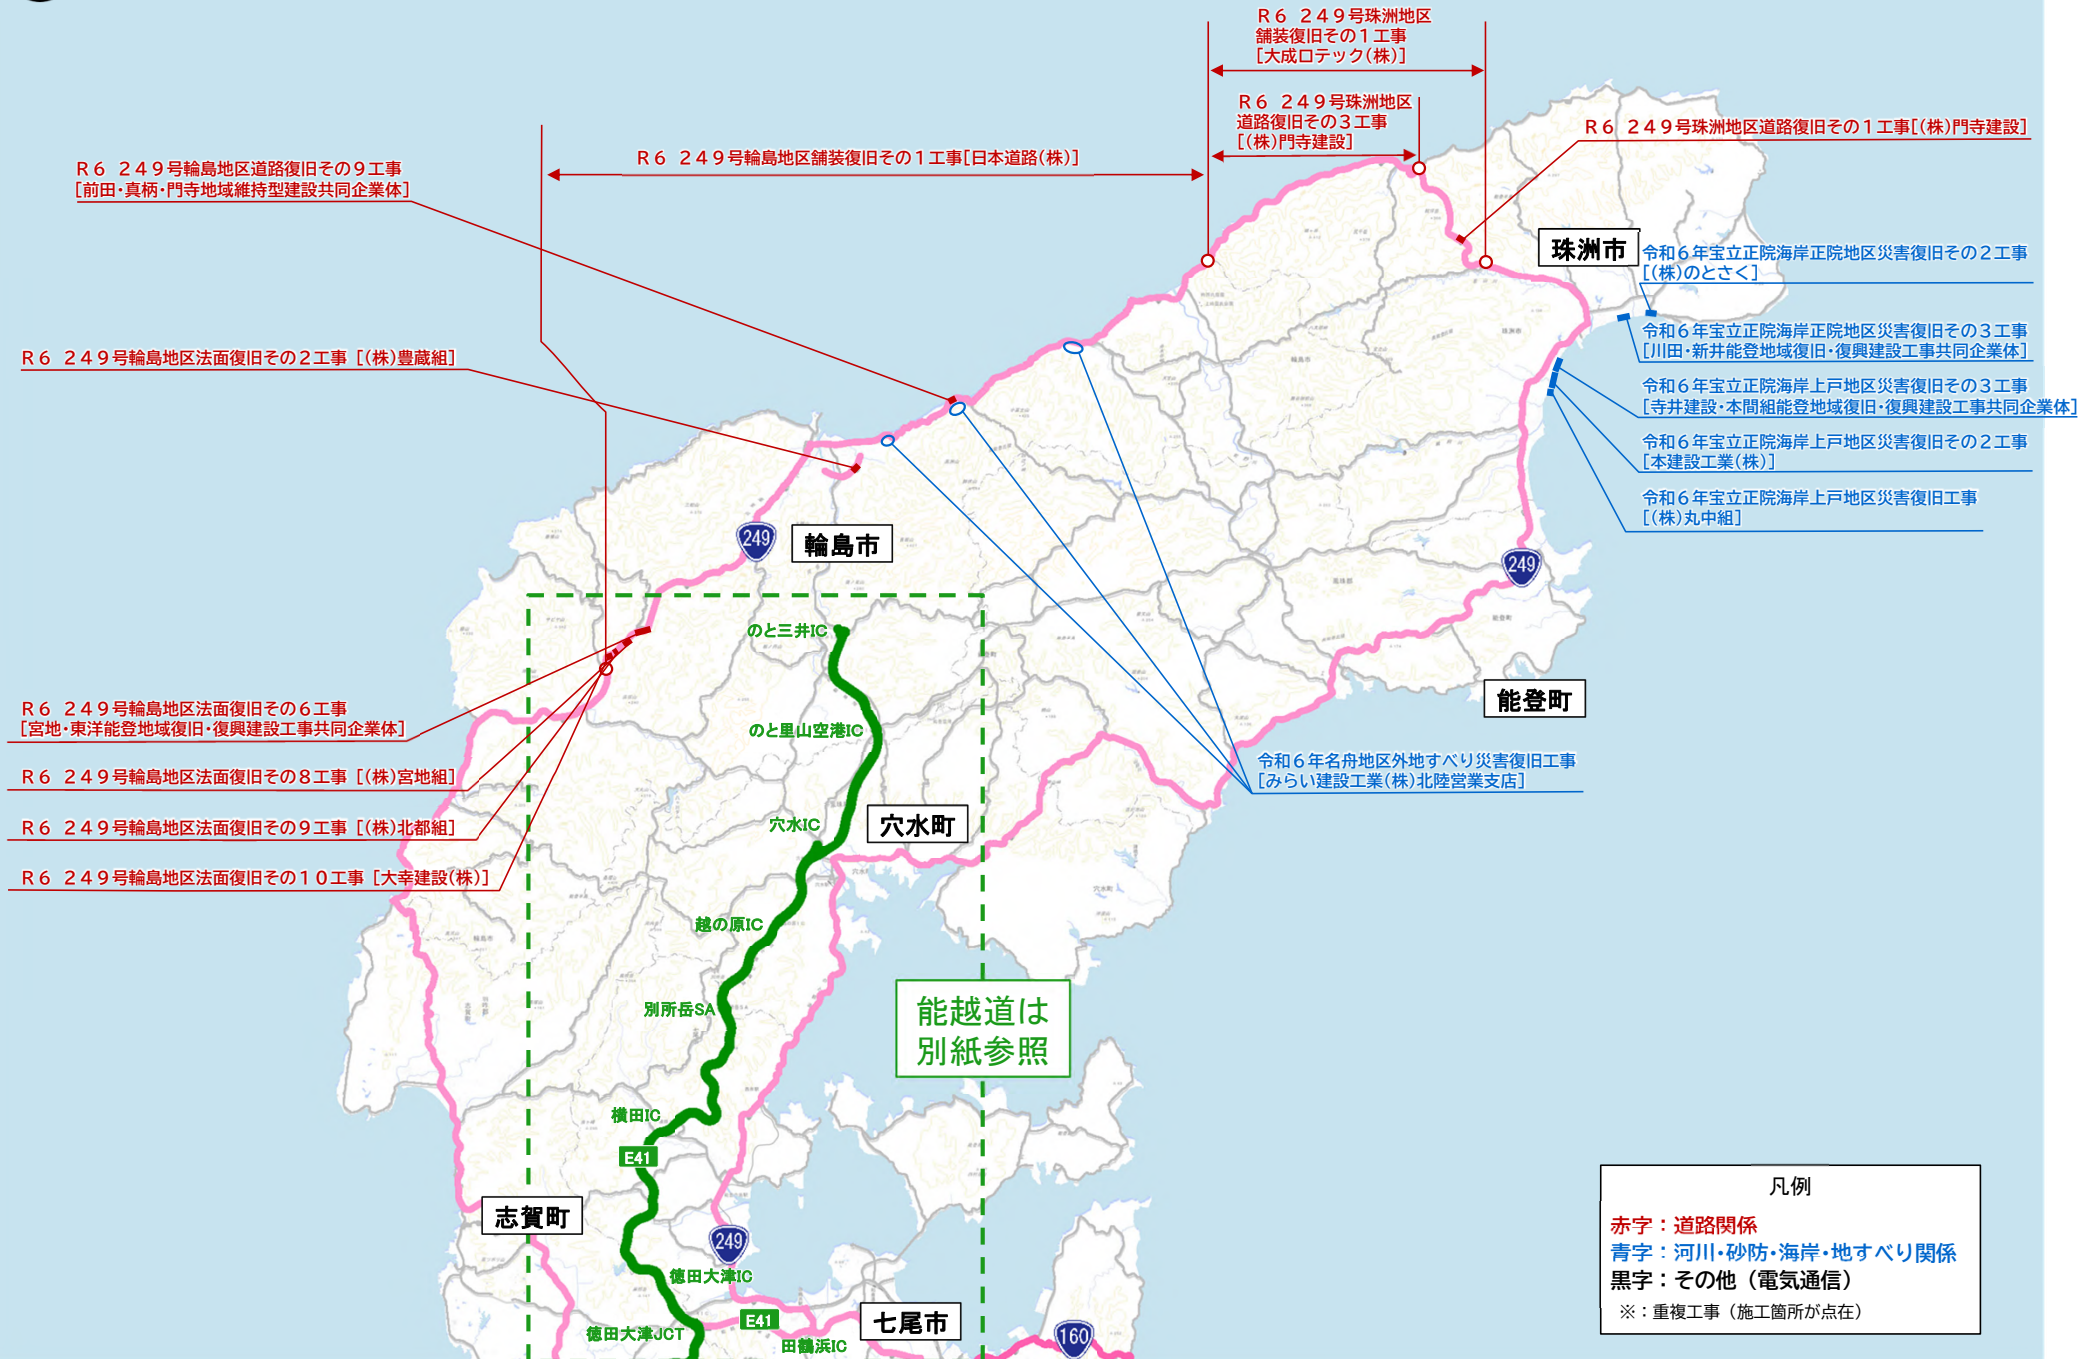 R6 249号珠洲地区
舗装復旧その1工事
[大成ロテック(株)]
R6 249号珠洲地区
道路復旧その3工事
[(株)門寺建設]
R6 249号珠洲地区道路復旧その1工事[(株)門寺建設]
R6 249号輪島地区舗装復旧その1工事[日本道路(株)]
R6 249号輪島地区道路復旧その9工事
[前田・真柄・門寺地域維持型建設共同企業体]
珠洲市
令和6年宝立正院海岸正院地区災害復旧その2工事
[(株)のとさく]
令和6年宝立正院海岸正院地区災害復旧その3工事
[川田・新井能登地域復旧・復興建設工事共同企業体]
R6 249号輪島地区法面復旧その2工事 [(株)豊蔵組]
令和6年宝立正院海岸上戸地区災害復旧その3工事
[寺井建設・本間組能登地域復旧・復興建設工事共同企業体]
令和6年宝立正院海岸上戸地区災害復旧その2工事
[本建設工業(株)]
令和6年宝立正院海岸上戸地区災害復旧工事
[(株)丸中組]
249
輪島市
249
のと三井IC
能登町
R6 249号輪島地区法面復旧その6工事
[宮地・東洋能登地域復旧・復興建設工事共同企業体]
のと里山空港IC
令和6年名舟地区外地すべり災害復旧工事
[みらい建設工業(株)北陸営業支店]
R6 249号輪島地区法面復旧その8工事 [(株)宮地組]
R6 249号輪島地区法面復旧その9工事 [(株)北都組]
穴水IC
穴水町
R6 249号輪島地区法面復旧その10工事 [大幸建設(株)]
越の原IC
別所岳SA
能越道は
別紙参照
横田IC
E41
志賀町
249
徳田大津IC
E41
七尾市
徳田大津JCT
田鶴浜IC
160
凡例
赤字：道路関係
青字：河川・砂防・海岸・地すべり関係
黒字：その他（電気通信）
※：重複工事（施工箇所が点在）